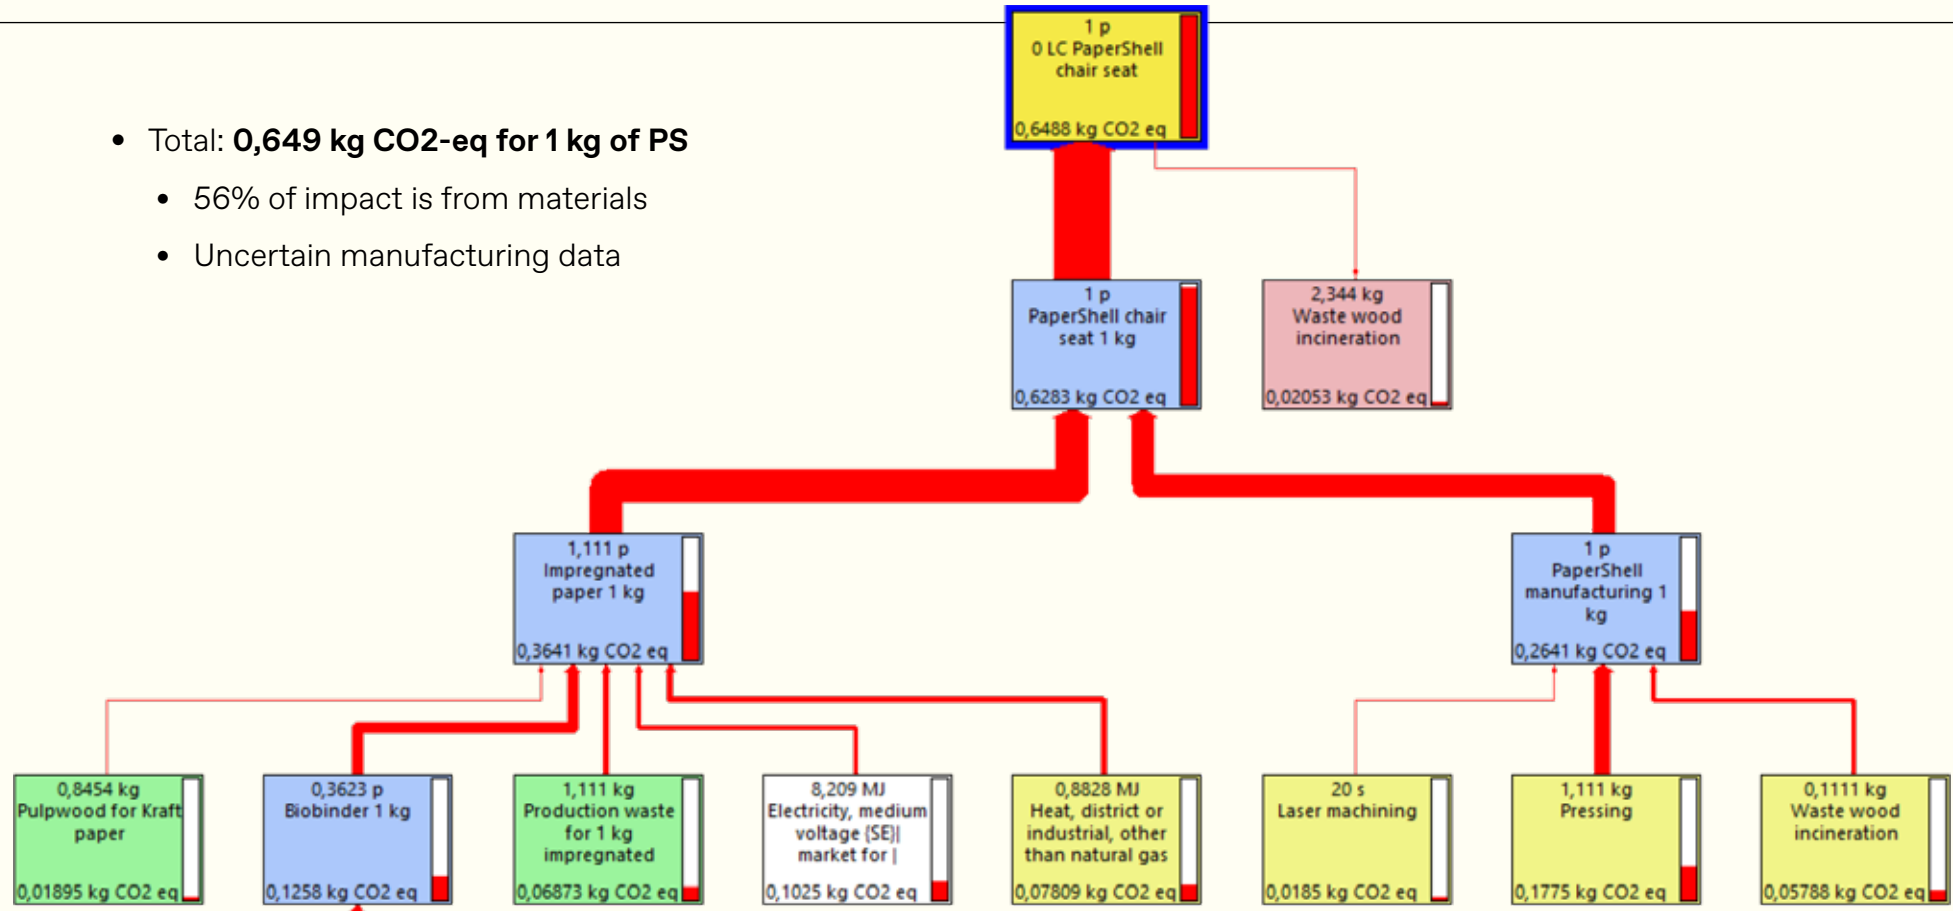 1 p
0 LC PaperShell
chair seat
0,6488 kg CO2 eq
• Total: 0,649 kg CO2-eq for 1 kg of PS
• 56% of impact is from materials
• Uncertain manufacturing data
1 p
PaperShell chair
seat 1 kg
0,6283 kg CO2 eq
2,344 kg
Waste wood
incineration
0,02053 kg CO2 eq
1,111 p
Impregnated
paper 1 kg
0,3641 kg CO2 eq
1 p
PaperShell
manufacturing 1
kg
0,2641 kg CO2 eq
0,8454 kg
Pulpwood for Kraft
paper
0,01895 kg CO2 eq
0,3623 p
Biobinder 1 kg
0,1258 kg CO2 eq
1,111 kg
Production waste
for 1 kg
impregnated
0,06873 kg CO2 eq
8,209 MJ
Electricity, medium
voltage {SE}|
market for |
0,1025 kg CO2 eq
0,8828 MJ
Heat, district or
industrial, other
than natural gas
0,07809 kg CO2 eq
20 s
Laser machining
0,0185 kg CO2 eq
1,111 kg
Pressing
0,1775 kg CO2 eq
0,1111 kg
Waste wood
incineration
0,05788 kg CO2 eq